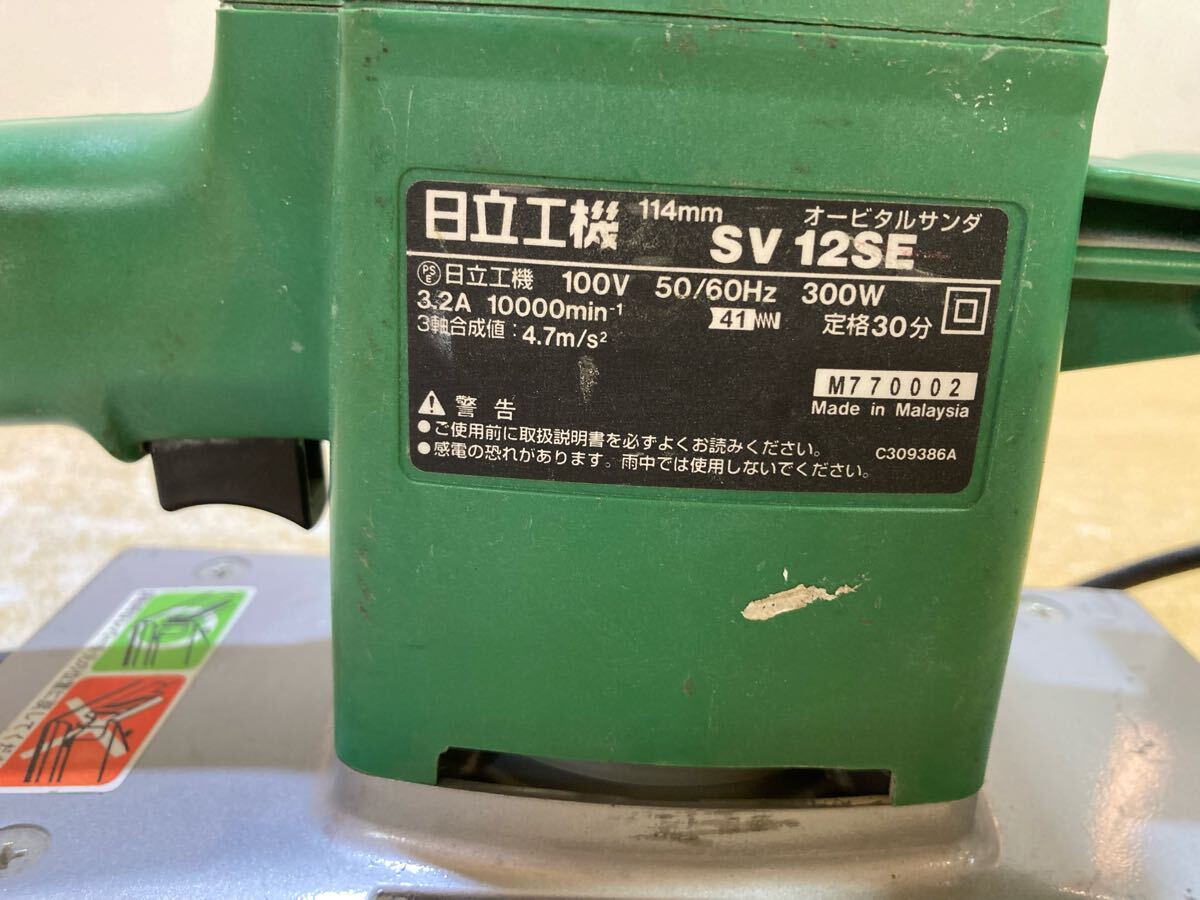 日立工機 114mm オービタルサンダ
SV 12SE
PSE 日立工機 100V 50/60Hz 300W
3.2A 10000min⁻¹ 41 定格30分
3軸合成値：4.7m/s²
M770002
Made in Malaysia
警告
●ご使用前に取扱説明書を必ずよくお読みください。
●感電の恐れがあります。雨中では使用しないでください。
C309386A